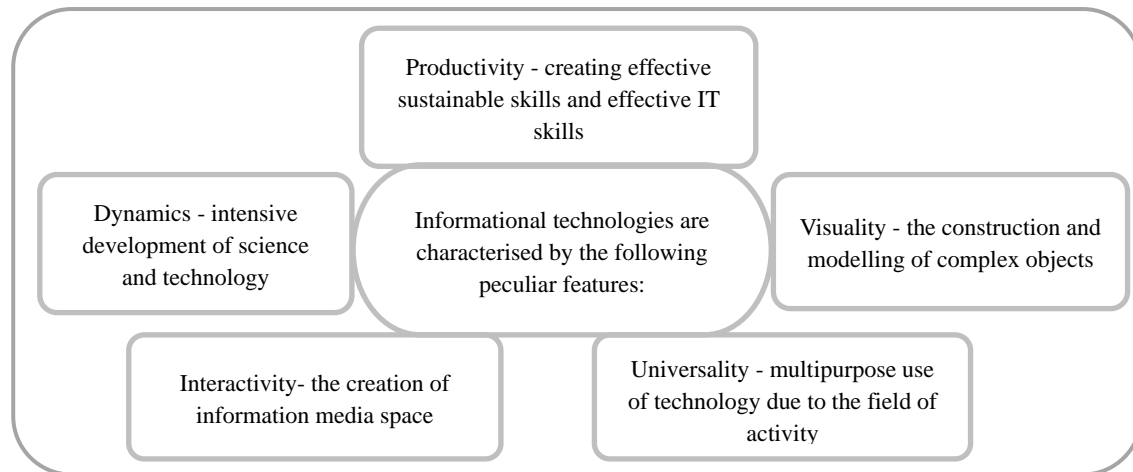 Productivity - creating effective
sustainable skills and effective IT
skills
Dynamics - intensive
development of science
and technology
Informational technologies are
characterised by the following
peculiar features:
Visuality - the construction and
modelling of complex objects
Interactivity- the creation of
information media space
Universality - multipurpose use
of technology due to the field of
activity